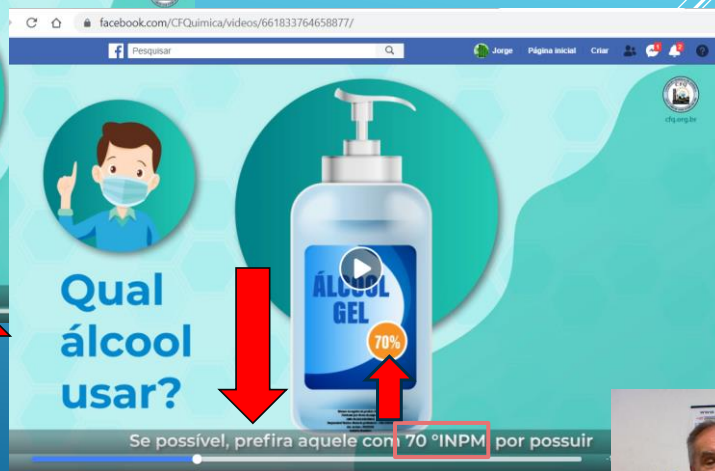 facebook.com/CFQuimica/videos/661833764658877/
Pesquisar
Jorge Página inicial Criar
cfq.org.br
Qual
álcool
usar?
ÁLCOOL
GEL
70%
Se possível, prefira aquele com 70 °INPM por possuir